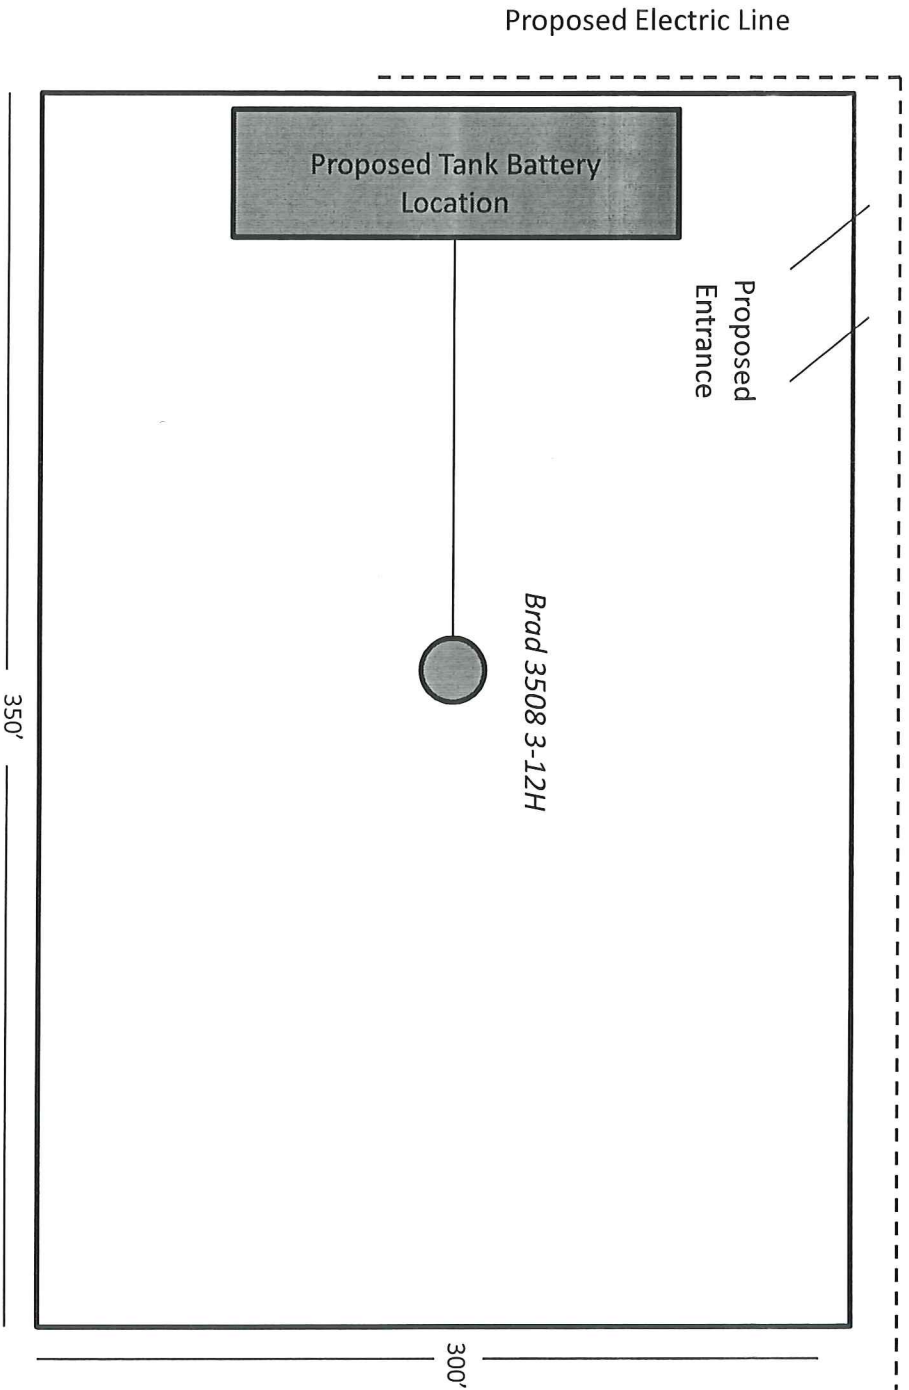 Proposed Electric Line
Proposed Tank Battery
Location
Proposed
Entrance
Brad 3508 3-12H
350'
300'